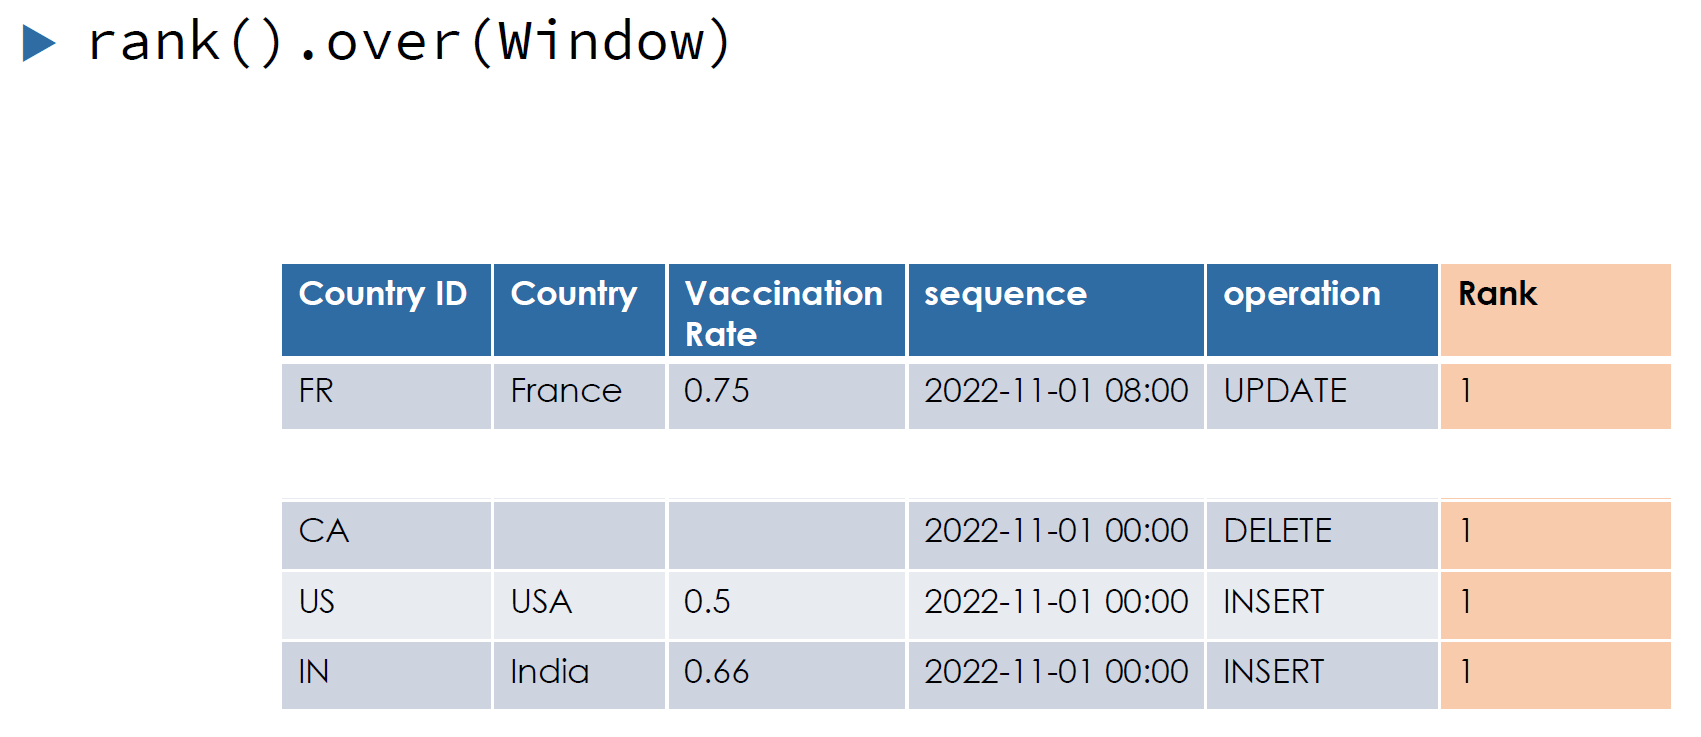 rank().over(Window)
Country ID Country Vaccination Rate sequence operation Rank
FR France 0.75 2022-11-01 08:00 UPDATE 1
CA 2022-11-01 00:00 DELETE 1
US USA 0.5 2022-11-01 00:00 INSERT 1
IN India 0.66 2022-11-01 00:00 INSERT 1